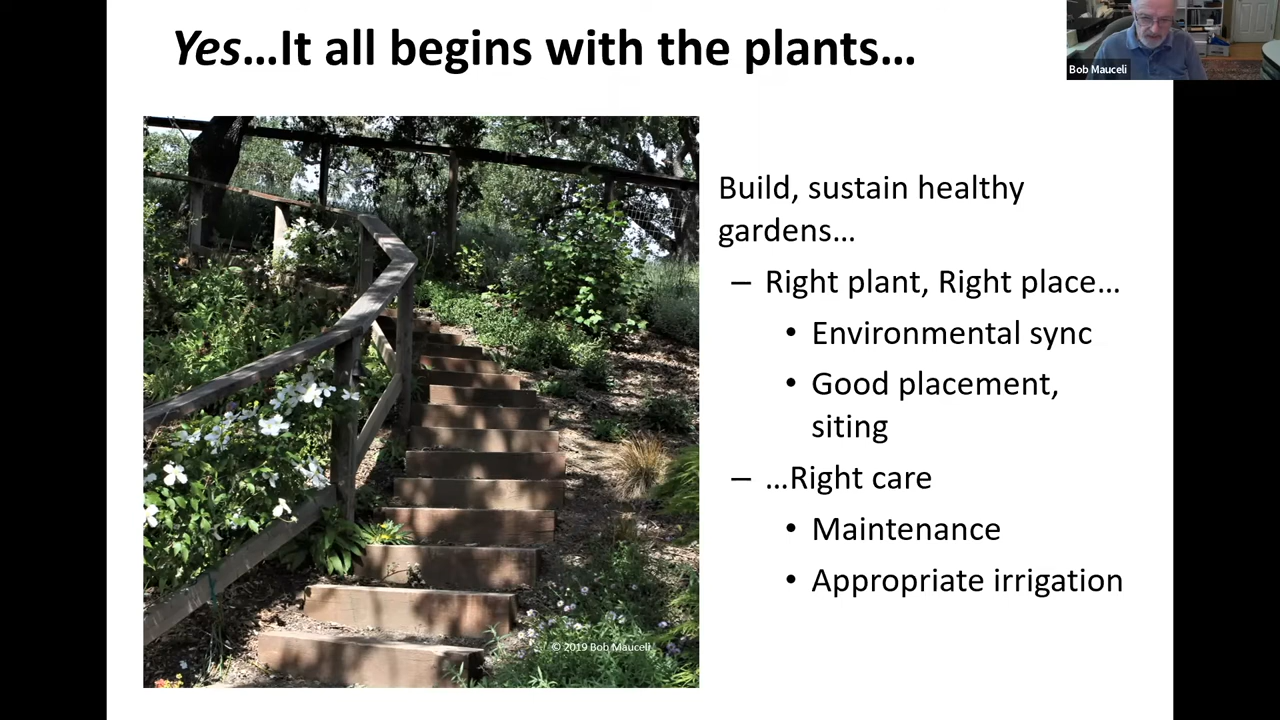 Yes...It all begins with the plants...
Bob Mauceli
Build, sustain healthy
gardens...
– Right plant, Right place...
• Environmental sync
• Good placement,
siting
– ...Right care
• Maintenance
• Appropriate irrigation
© 2019 Bob Mauceli